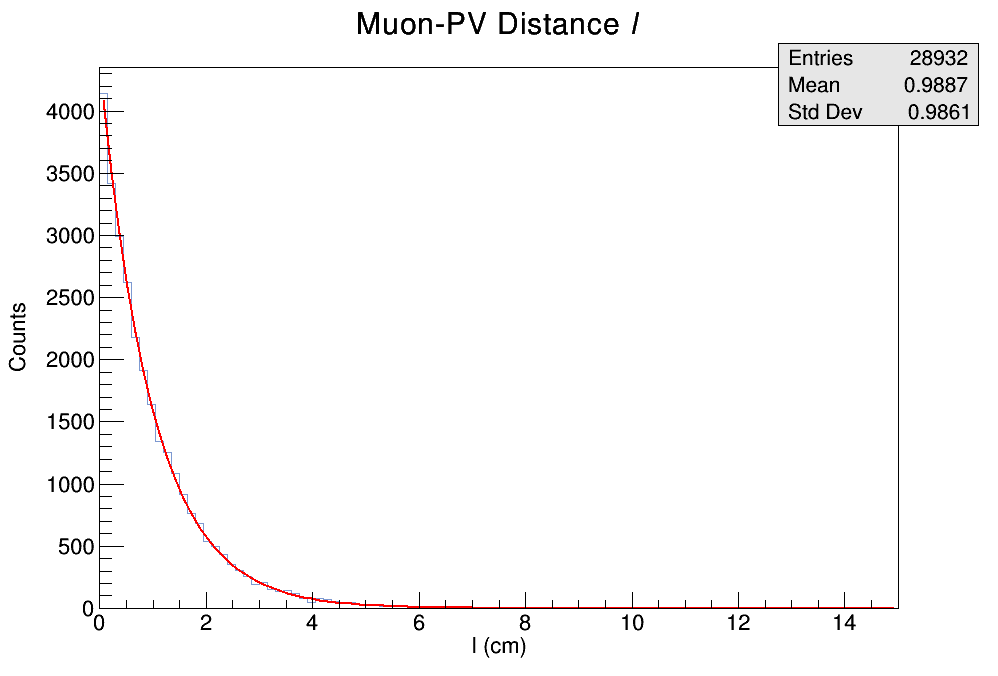 Muon-PV Distance l
Entries 28932
Mean 0.9887
Std Dev 0.9861
Counts
4000
3500
3000
2500
2000
1500
1000
500
0
0 2 4 6 8 10 12 14
l (cm)